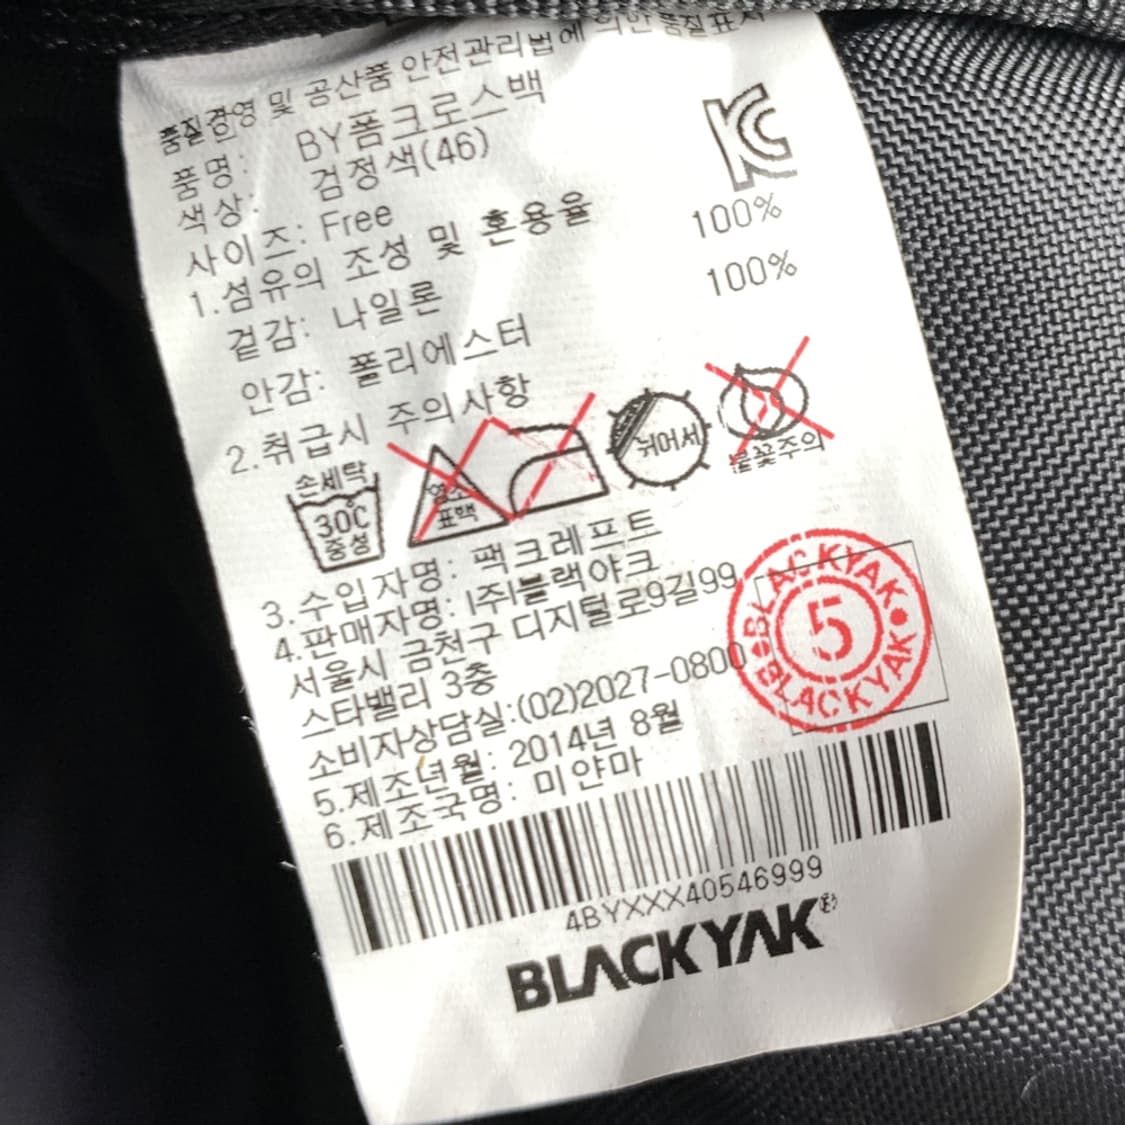 품질경영 및 공산품 안전관리법에 의한 품질표시
품명: BY폼크로스백
색상: 검정색(46)
사이즈: Free
1.섬유의 조성 및 혼용율
겉감: 나일론 100%
안감: 폴리에스터 100%
2.취급시 주의사항
손세탁
30℃
중성
염소
표백
뉘어서
불꽃주의
3.수입자명: 팩크레프트
4.판매자명: (주)블랙야크
서울시 금천구 디지털로9길99
스타밸리 3층
소비자상담실:(02)2027-0800
5.제조년월: 2014년 8월
6.제조국명: 미얀마
BLACKYAK
5
BLACKYAK
4BYXXX40546999
BLACKYAK®